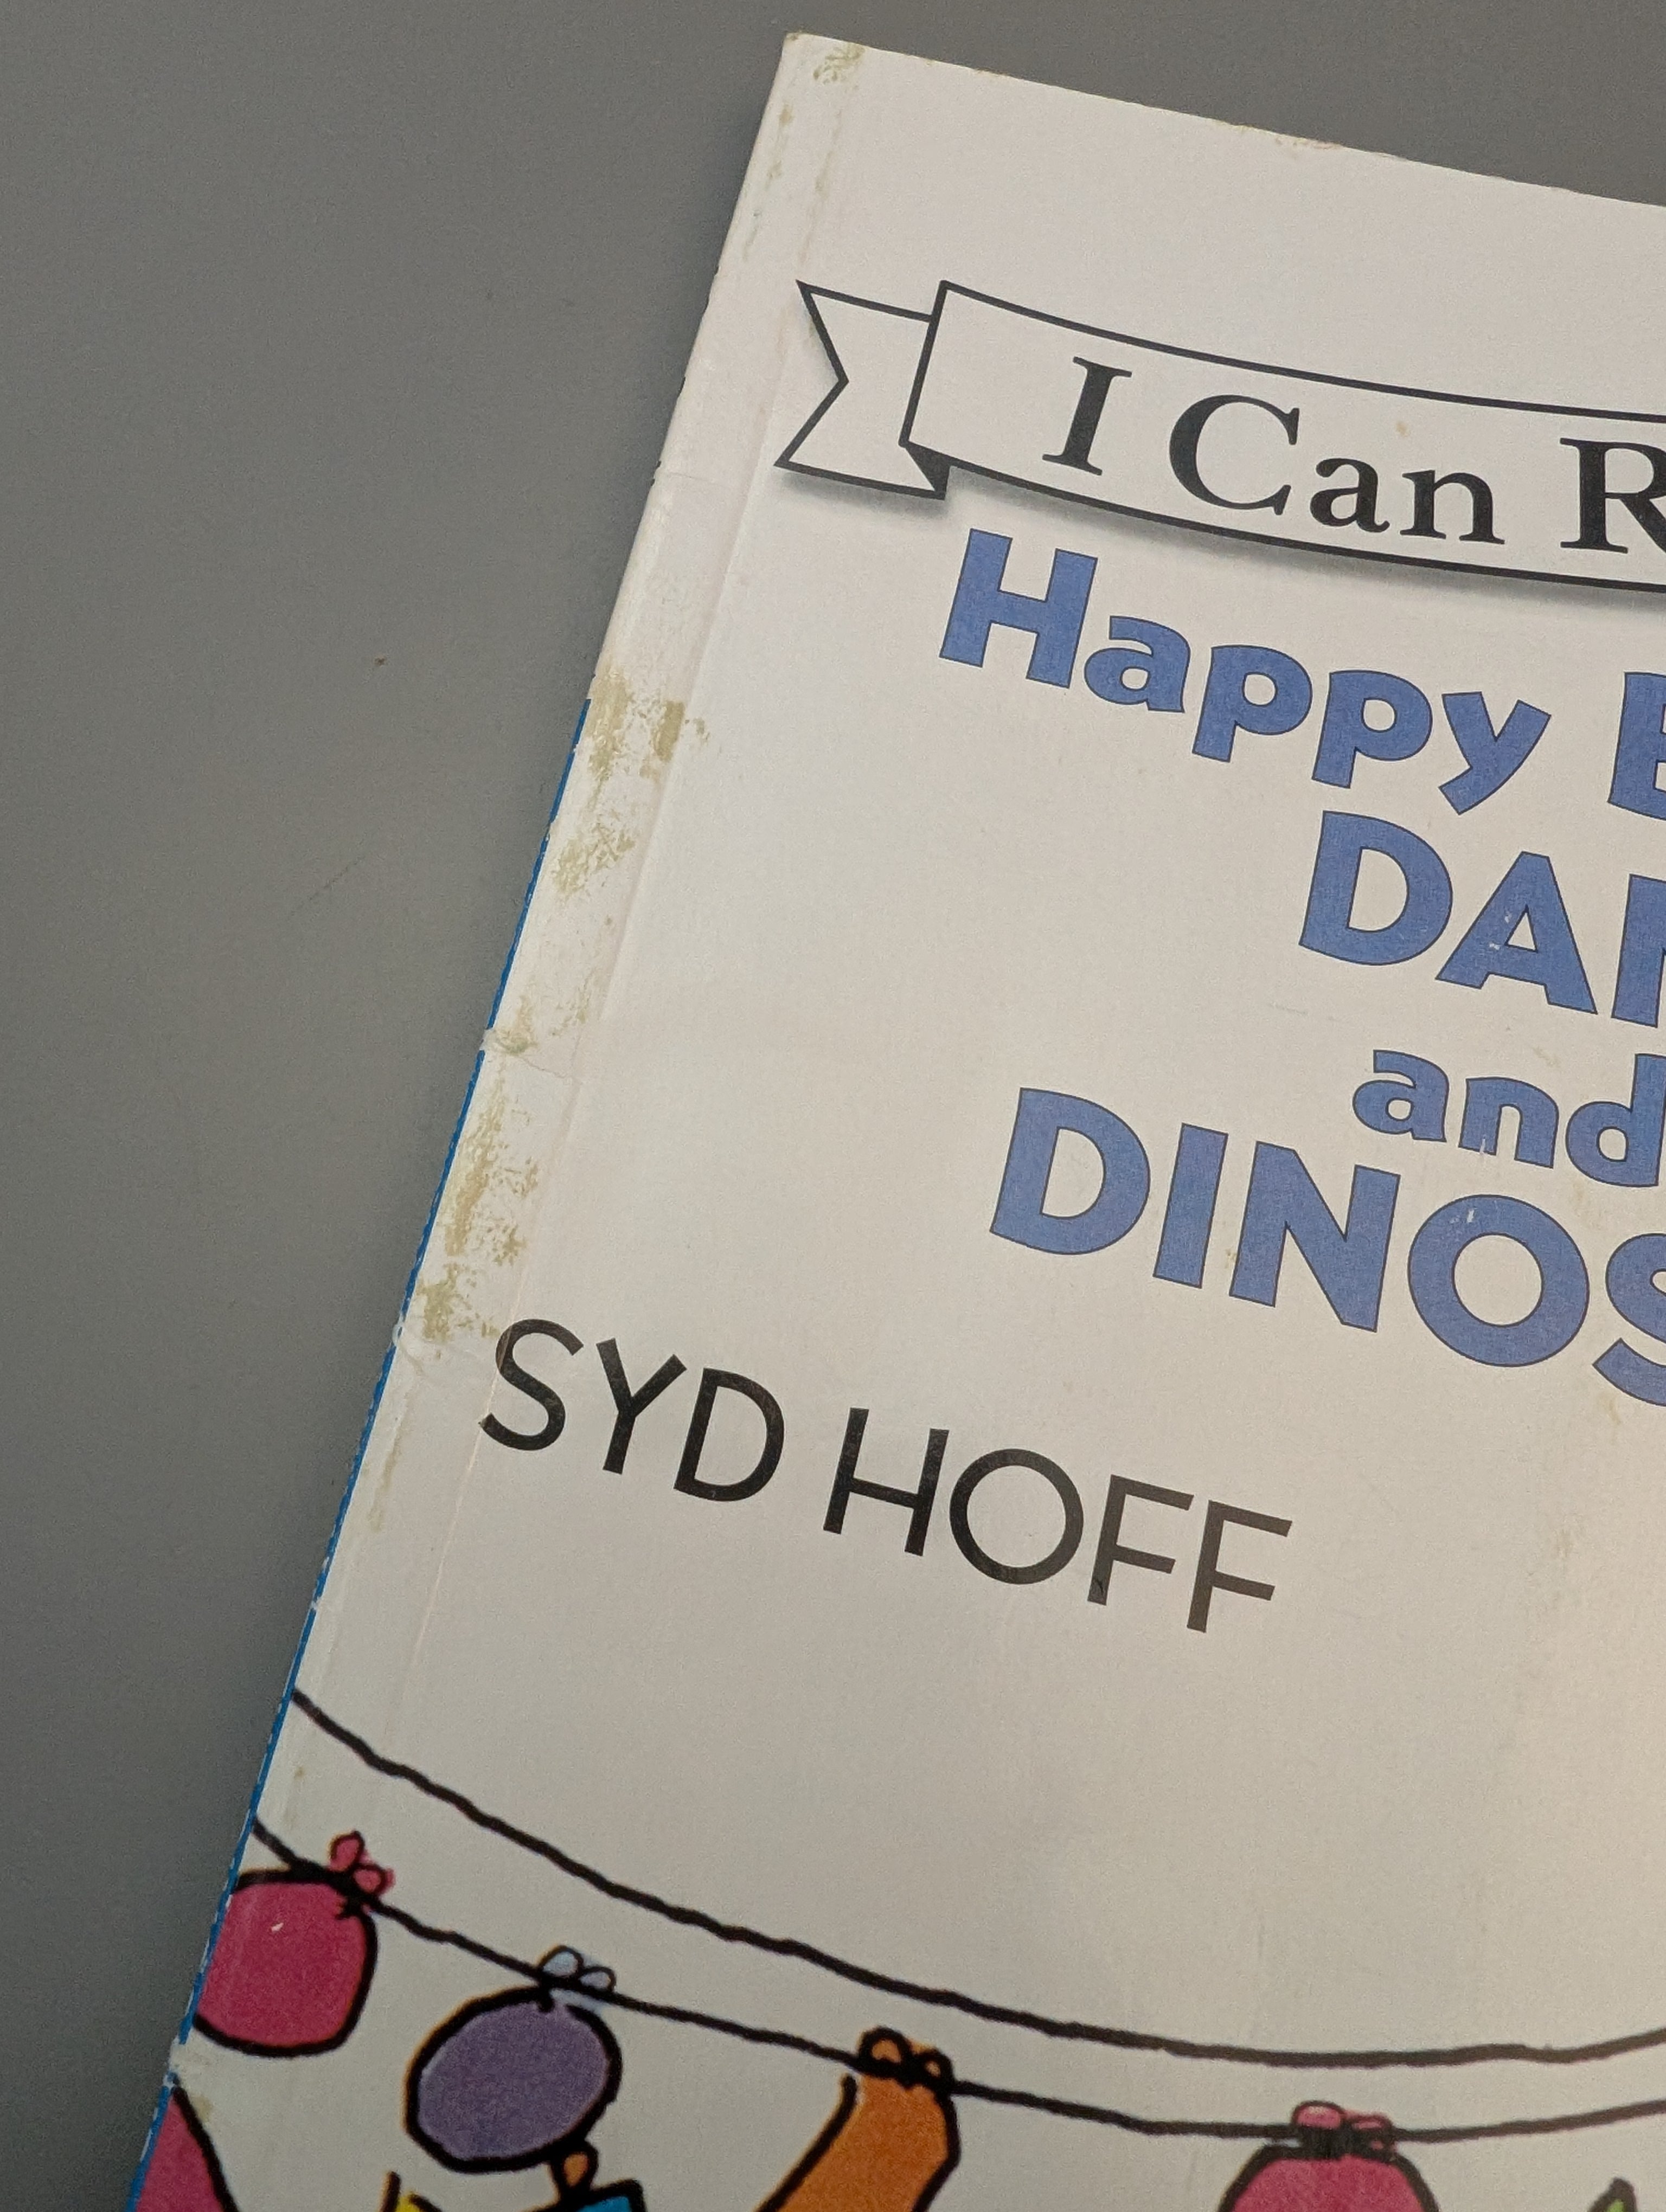 I Can R
Happy B
DAN
and
DINOS
SYD HOFF